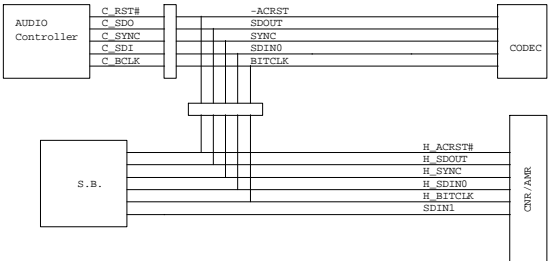 C_RST# -ACRST
AUDIO C_SDO SDOUT
Controller C_SYNC SYNC
C_SDI SDIN0 CODEC
C_BCLK BITCLK
H_ACRST#
H_SDOUT
H_SYNC
S.B. H_SDIN0
H_BITCLK
SDIN1
CNR/AMR